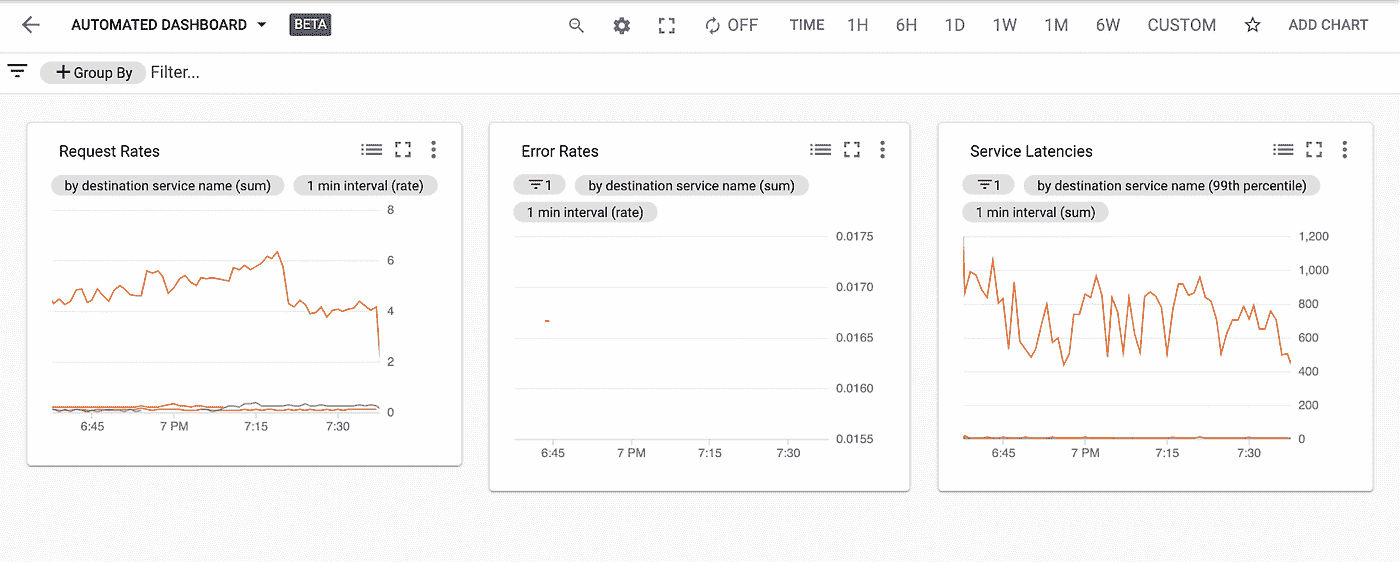 AUTOMATED DASHBOARD BETA OFF TIME 1H 6H 1D 1W 1M 6W CUSTOM ADD CHART
+ Group By Filter...
Request Rates
by destination service name (sum) 1 min interval (rate)
8
6
4
2
0
6:45 7 PM 7:15 7:30
Error Rates
1 by destination service name (sum)
1 min interval (rate)
0.0175
0.0170
0.0165
0.0160
0.0155
6:45 7 PM 7:15 7:30
Service Latencies
1 by destination service name (99th percentile)
1 min interval (sum)
1,200
1,000
800
600
400
200
0
6:45 7 PM 7:15 7:30